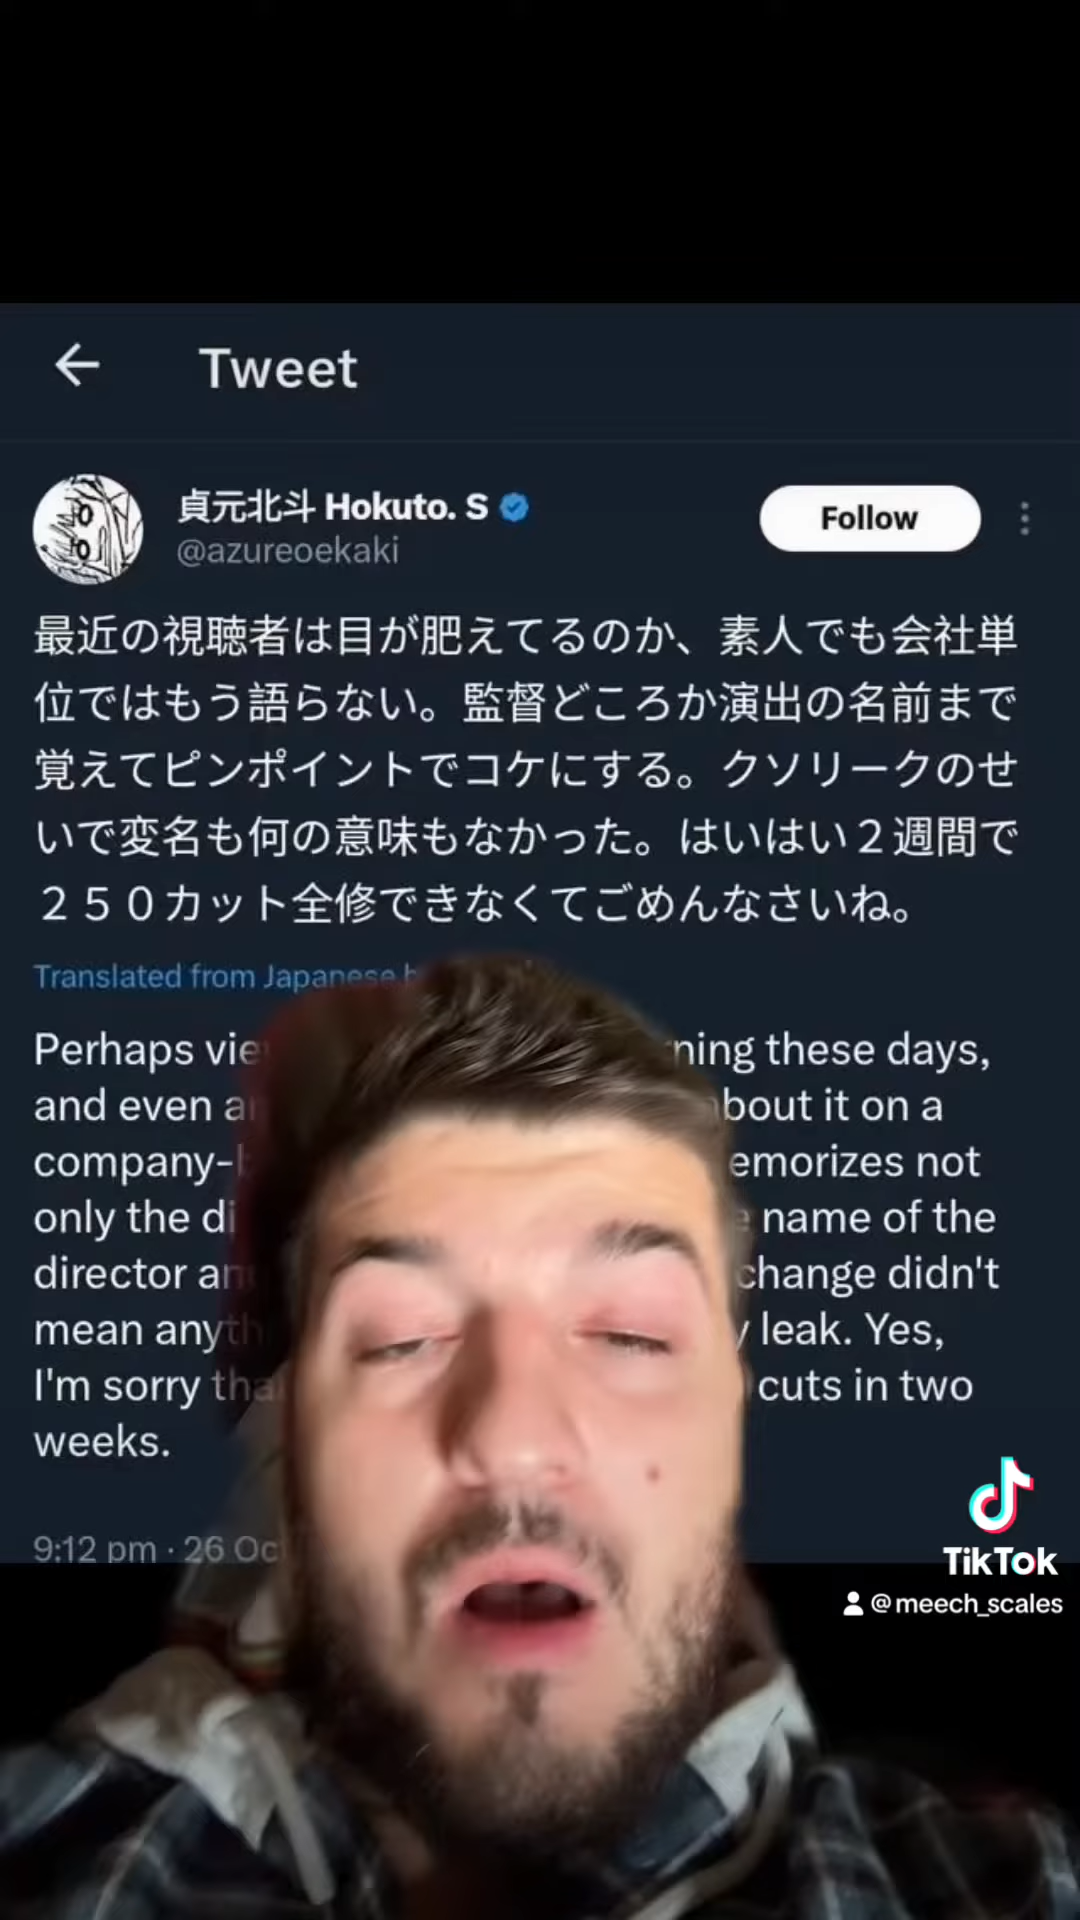 Tweet
貞元北斗 Hokuto. S
Follow
@azureoekaki
最近の視聴者は目が肥えてるのか、素人でも会社単
位ではもう語らない。監督どころか演出の名前まで
覚えてピンポイントでコケにする。クソリークのせ
いで変名も何の意味もなかった。はいはい２週間で
２５０カット全修できなくてごめんなさいね。
Translated from Japanese
Perhaps these days,
and even about it on a
company- not
only the name of the
director change didn't
mean leak. Yes,
I'm sorry cuts in two
weeks.
9:12 pm · 26
TikTok
@meech_scales